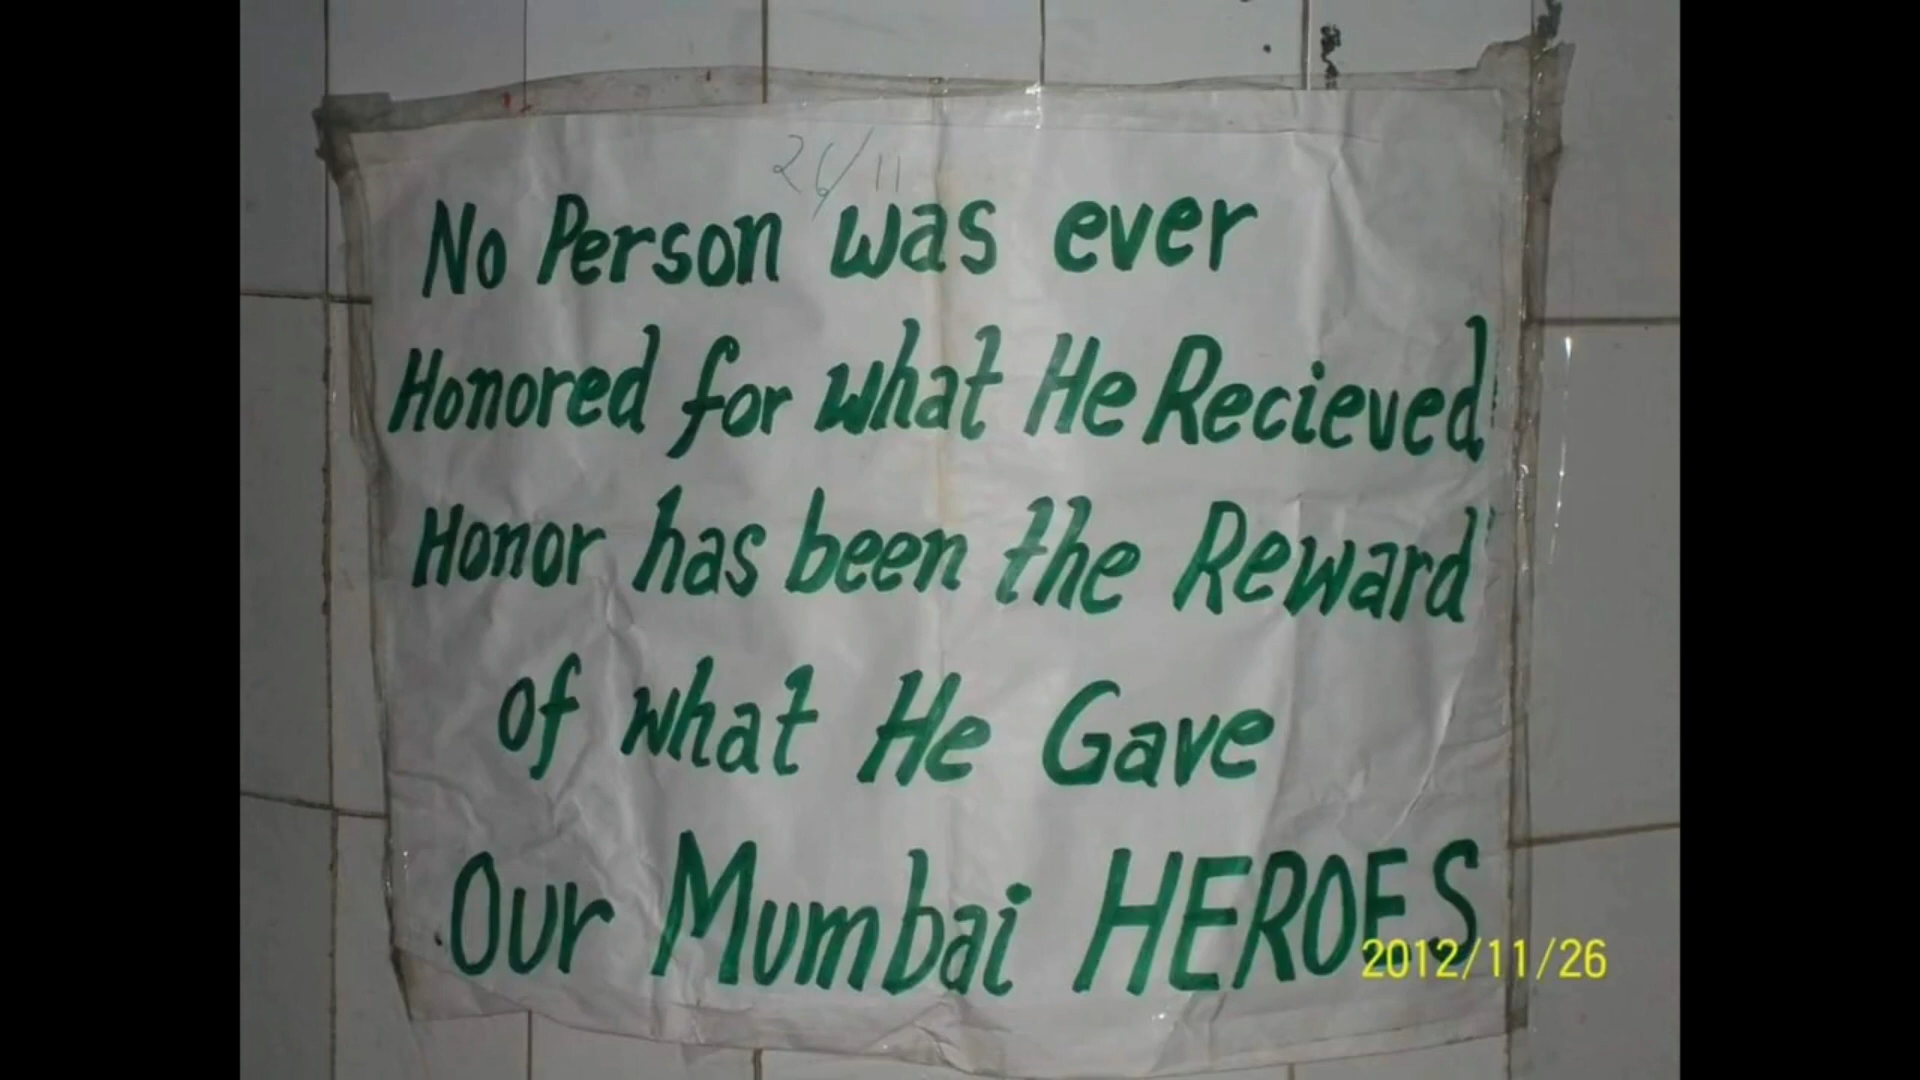 26/11
No Person was ever
Honored for what He Recieved
Honor has been the Reward
of what He Gave
Our Mumbai HEROES
2012/11/26